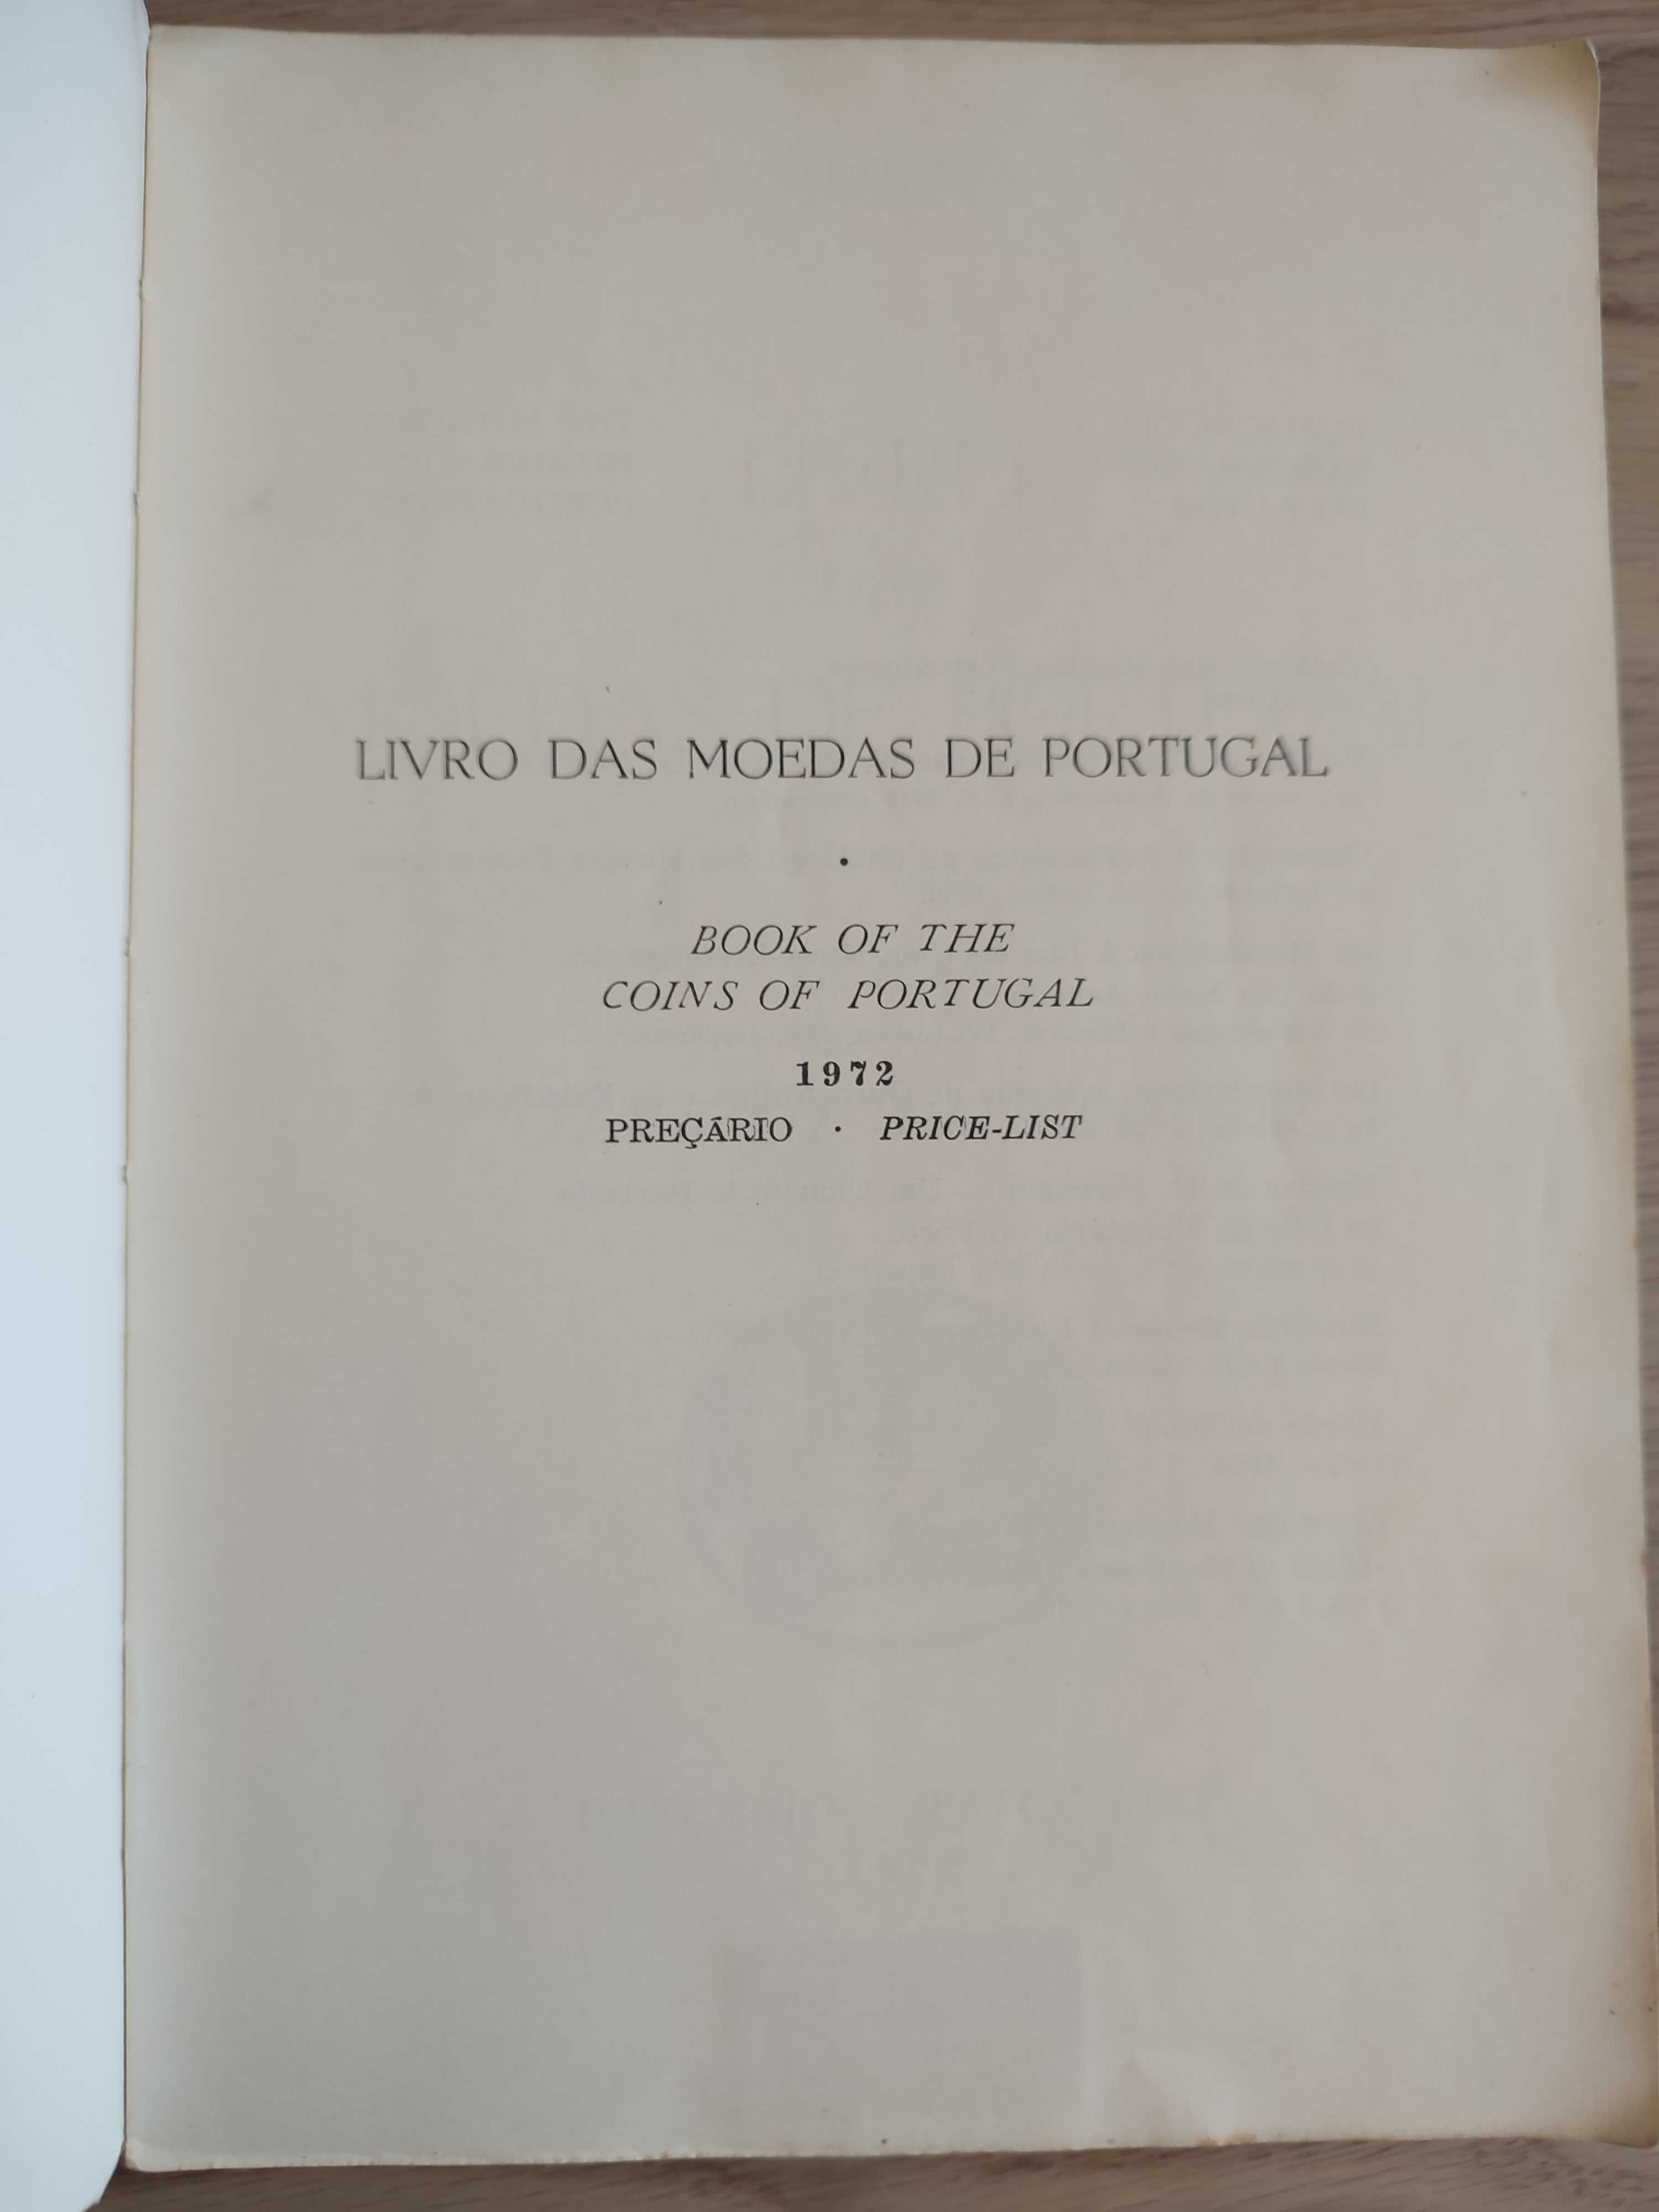 LIVRO DAS MOEDAS DE PORTUGAL
•
BOOK OF THE
COINS OF PORTUGAL
1972
PREÇÁRIO · PRICE-LIST